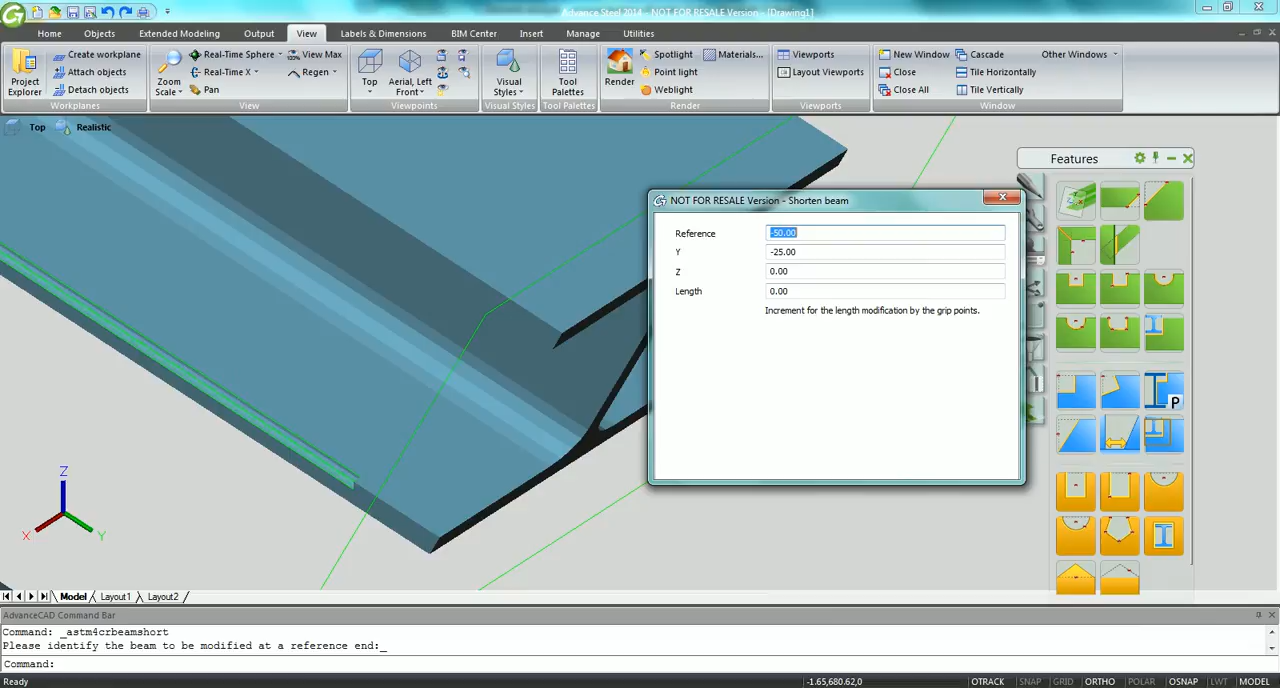 Advance Steel 2014 - NOT FOR RESALE Version - [Drawing1]
Home Objects Extended Modeling Output View Labels & Dimensions BIM Center Insert Manage Utilities
Project Explorer
Create workplane
Attach objects
Detach objects
Workplanes
Zoom Scale
Real-Time Sphere
Real-Time X
Pan
View Max
Regen
View
Top
Aerial, Left Front
Viewpoints
Visual Styles
Visual Styles
Tool Palettes
Tool Palettes
Render
Spotlight
Point light
Weblight
Materials...
Render
Viewports
Layout Viewports
Viewports
New Window
Close
Close All
Cascade
Tile Horizontally
Tile Vertically
Other Windows
Window
Top Realistic
Features
NOT FOR RESALE Version - Shorten beam
Reference -50.00
Y -25.00
Z 0.00
Length 0.00
Increment for the length modification by the grip points.
P
Z
X
Y
Model Layout1 Layout2
AdvanceCAD Command Bar
Command: _astm4crbeamshort
Please identify the beam to be modified at a reference end:_
Command:
Ready -1.65,680.62,0 OTRACK SNAP GRID ORTHO POLAR OSNAP LWT MODEL